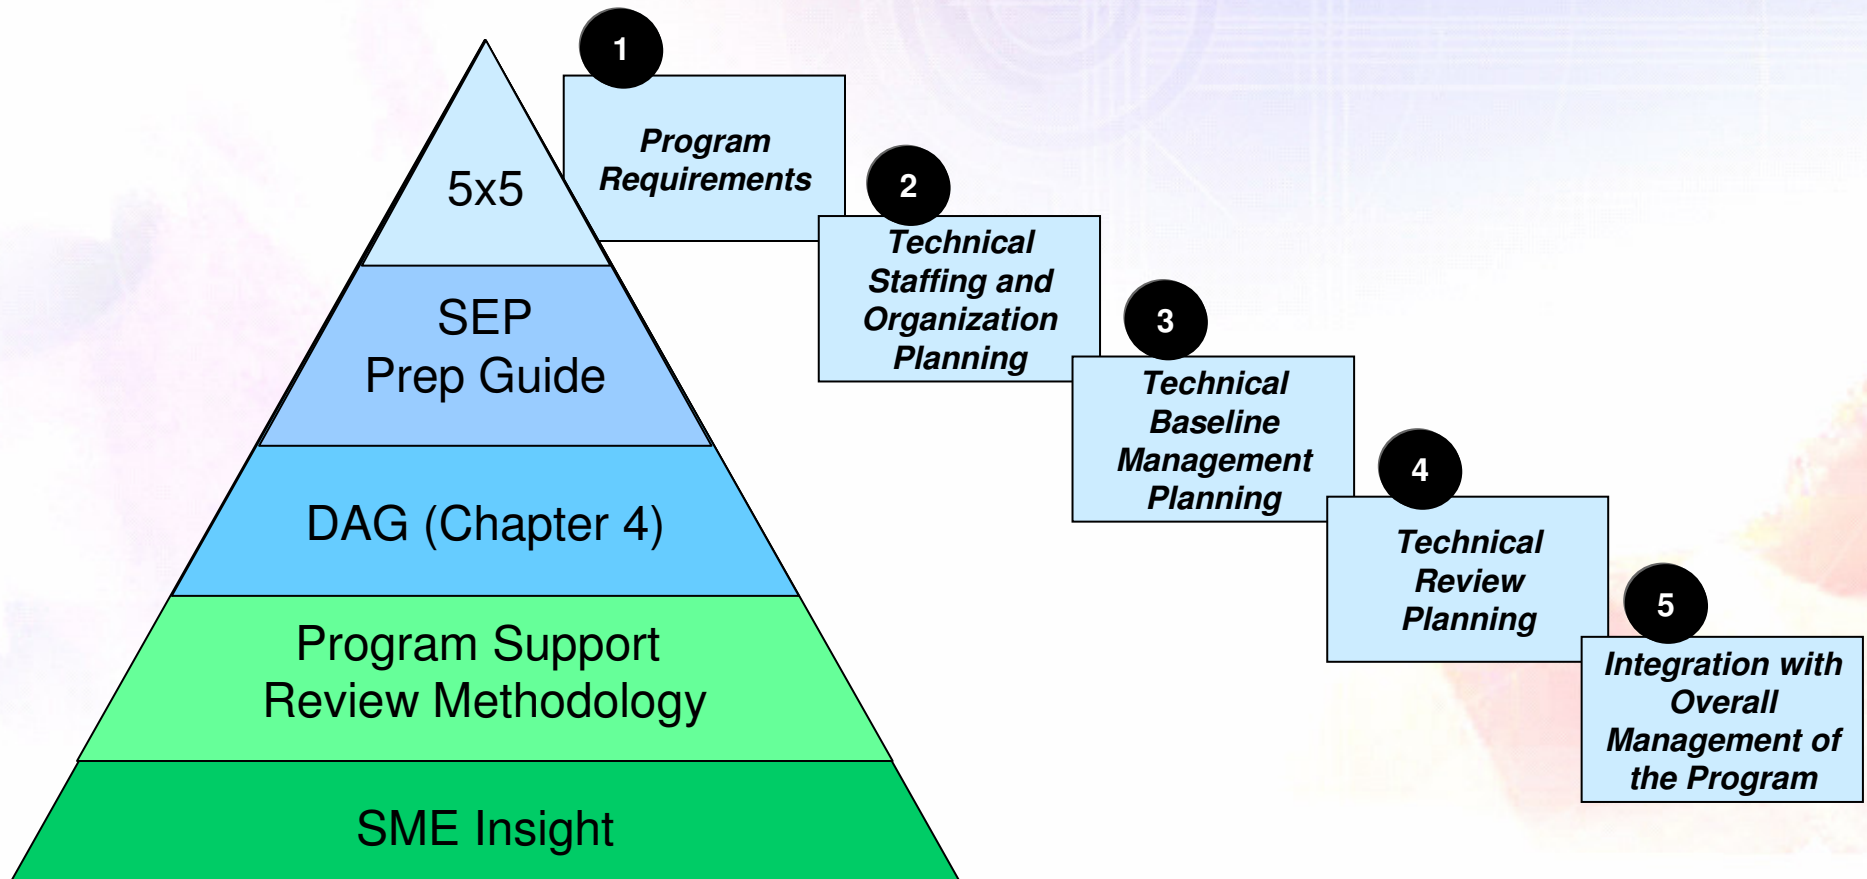 5x5
SEP
Prep Guide
DAG (Chapter 4)
Program Support
Review Methodology
SME Insight
1
Program
Requirements
2
Technical
Staffing and
Organization
Planning
3
Technical
Baseline
Management
Planning
4
Technical
Review
Planning
5
Integration with
Overall
Management of
the Program